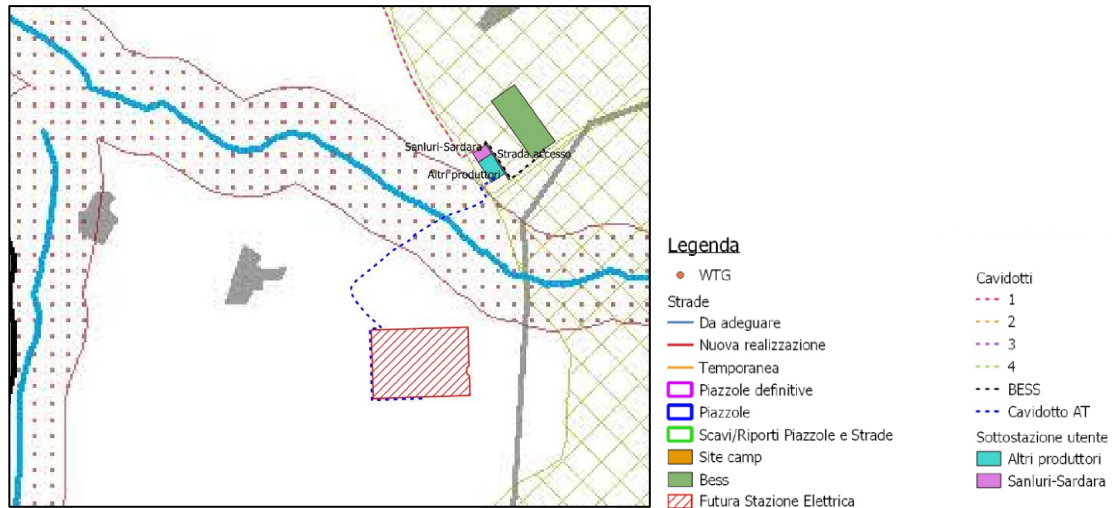 Sanluri-Sardara
Strada accesso
Altri produttori
Legenda
WTG
Strade
Da adeguare
Nuova realizzazione
Temporanea
Piazzole definitive
Piazzole
Scavi/Riporti Piazzole e Strade
Site camp
Bess
Futura Stazione Elettrica
Cavidotti
1
2
3
4
BESS
Cavidotto AT
Sottostazione utente
Altri produttori
Sanluri-Sardara